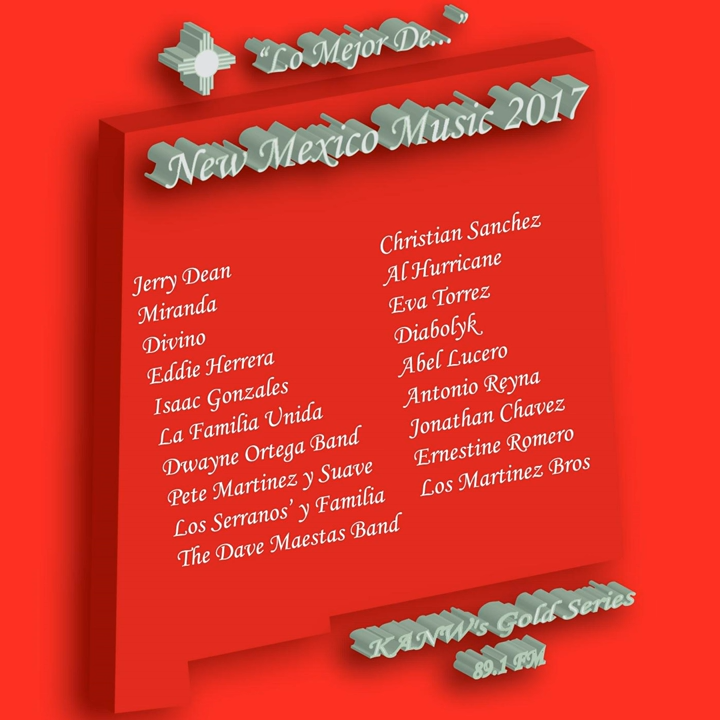 “Lo Mejor De...”
New Mexico Music 2017
Jerry Dean
Miranda
Divino
Eddie Herrera
Isaac Gonzales
La Familia Unida
Dwayne Ortega Band
Pete Martinez y Suave
Los Serranos’ y Familia
The Dave Maestas Band
Christian Sanchez
Al Hurricane
Eva Torrez
Diabolyk
Abel Lucero
Antonio Reyna
Jonathan Chavez
Ernestine Romero
Los Martinez Bros
KANW's Gold Series
89.1 FM